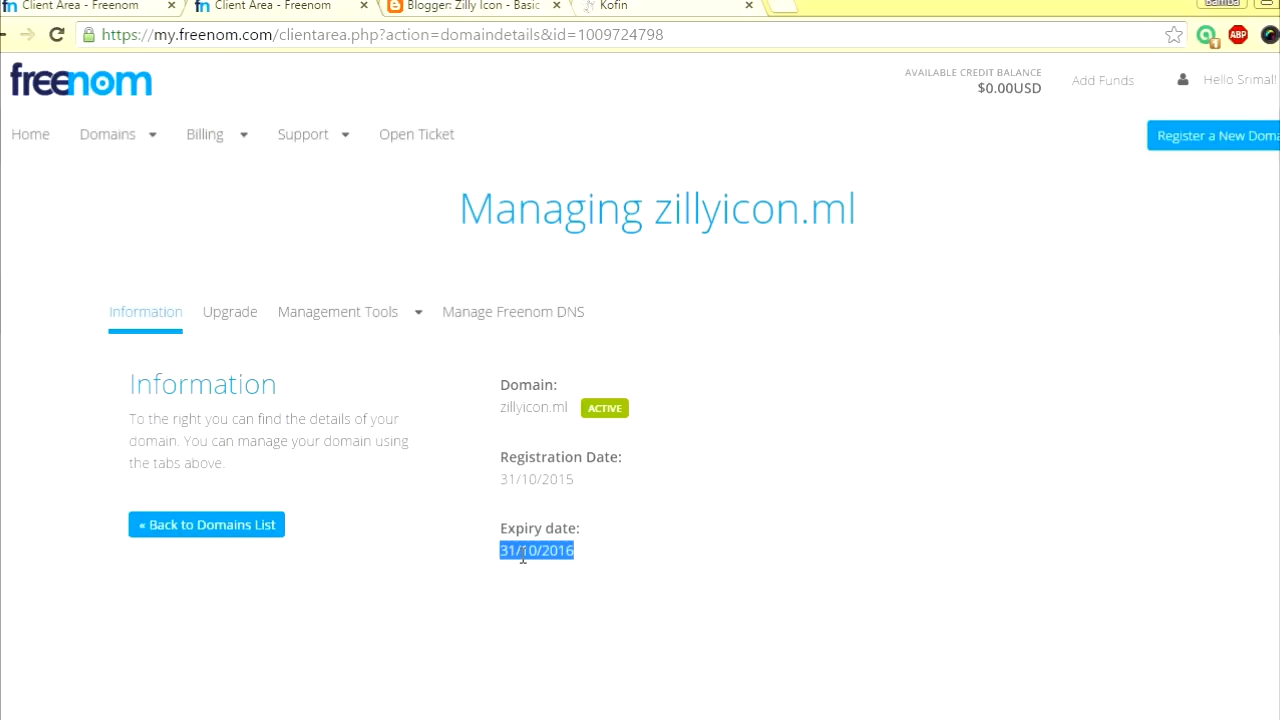 Client Area - Freenom
Client Area - Freenom
Blogger: Zilly Icon - Basic
Kofin
Bamba
https://my.freenom.com/clientarea.php?action=domaindetails&id=1009724798
ABP
freenom
AVAILABLE CREDIT BALANCE
$0.00USD
Add Funds
Hello Srimal!
Home
Domains
Billing
Support
Open Ticket
Register a New Doma
Managing zillyicon.ml
Information
Upgrade
Management Tools
Manage Freenom DNS
Information
To the right you can find the details of your
domain. You can manage your domain using
the tabs above.
« Back to Domains List
Domain:
zillyicon.ml ACTIVE
Registration Date:
31/10/2015
Expiry date:
31/10/2016